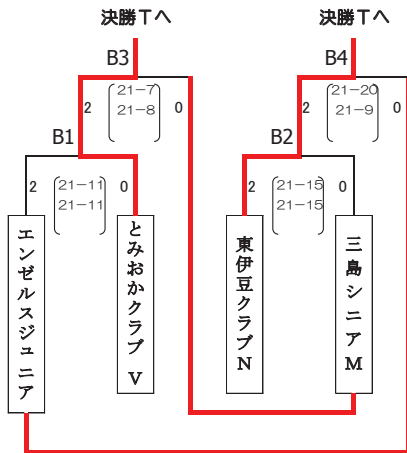 決勝Tへ 決勝Tへ
B3 B4
2 21-7 0 2 21-20 0
21-8 21-9
B1 B2
2 21-11 0 2 21-15 0
21-11 21-15
エンゼルスジュニア
とみおかクラブV
東伊豆クラブN
三島シニアM